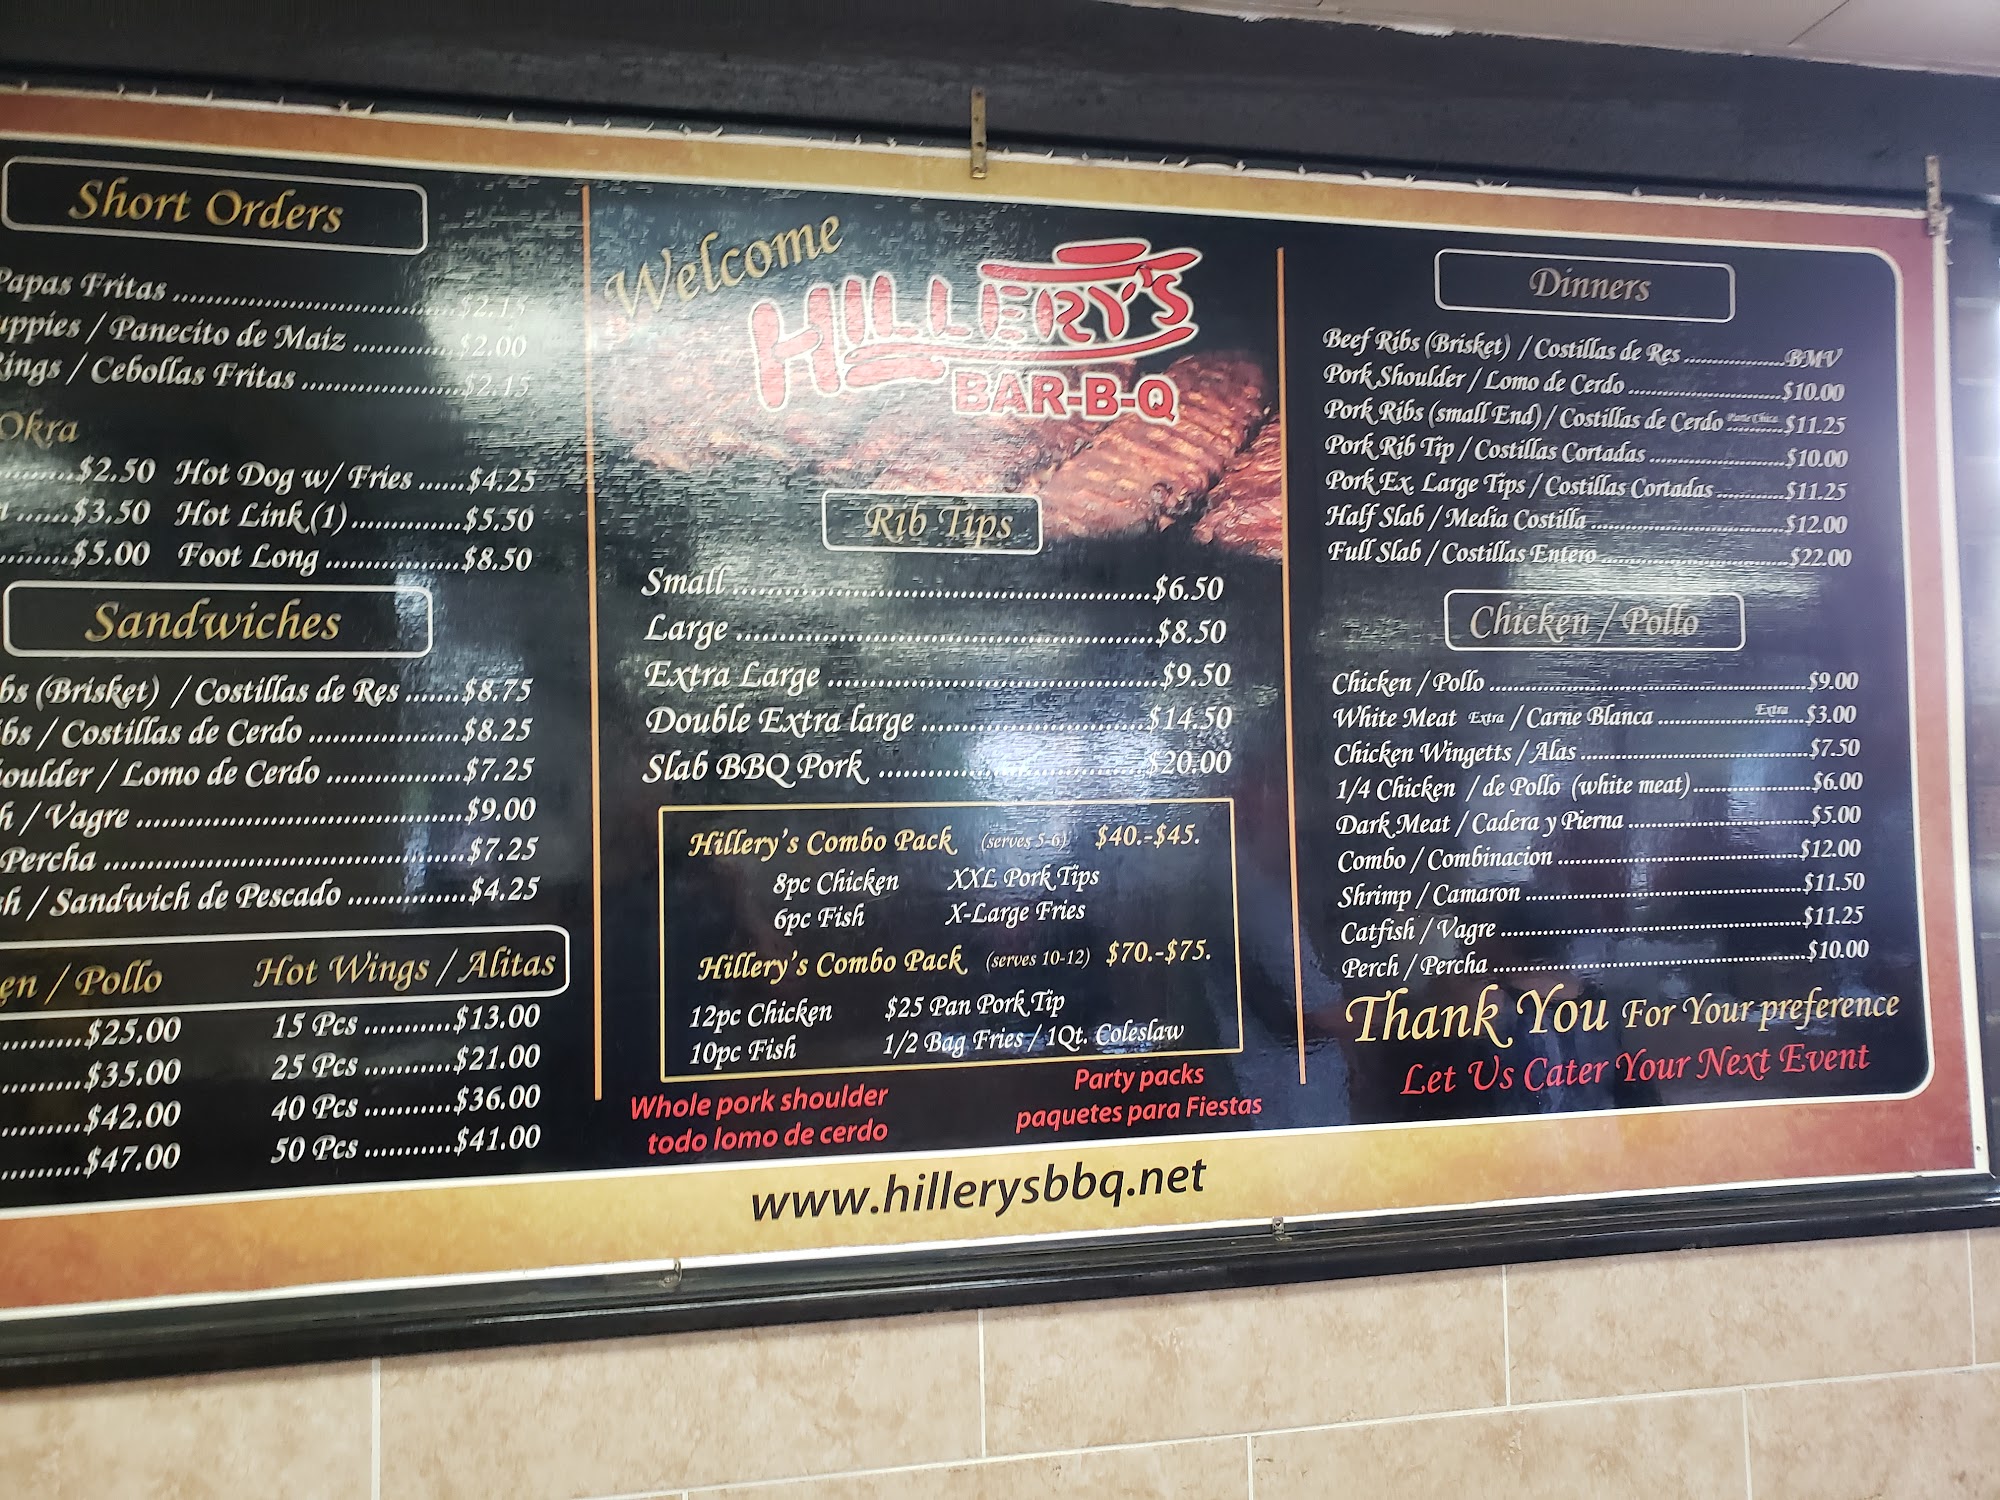 Short Orders
Papas Fritas ........ $2.15
uppies / Panecito de Maiz ........ $2.00
ings / Cebollas Fritas ........ $2.15
Okra
........ $2.50 Hot Dog w/ Fries ...... $4.25
...... $3.50 Hot Link (1) ........ $5.50
........ $5.00 Foot Long ........ $8.50
Sandwiches
bs (Brisket) / Costillas de Res ....... $8.75
bs / Costillas de Cerdo ........ $8.25
oulder / Lomo de Cerdo ........ $7.25
h / Vagre ........ $9.00
Percha ........ $7.25
sh / Sandwich de Pescado ........ $4.25
en / Pollo Hot Wings / Alitas
........ $25.00 15 Pcs ........ $13.00
........ $35.00 25 Pcs ........ $21.00
........ $42.00 40 Pcs ........ $36.00
........ $47.00 50 Pcs ........ $41.00
Welcome
HILLERY'S
BAR-B-Q
Rib Tips
Small ........ $6.50
Large ........ $8.50
Extra Large ........ $9.50
Double Extra large ........ $14.50
Slab BBQ Pork ........ $20.00
Hillery's Combo Pack (serves 5-6) $40.-$45.
8pc Chicken XXL Pork Tips
6pc Fish X-Large Fries
Hillery's Combo Pack (serves 10-12) $70.-$75.
12pc Chicken $25 Pan Pork Tip
10pc Fish 1/2 Bag Fries / 1Qt. Coleslaw
Whole pork shoulder
todo lomo de cerdo
Party packs
paquetes para Fiestas
Dinners
Beef Ribs (Brisket) / Costillas de Res ........ BMV
Pork Shoulder / Lomo de Cerdo ........ $10.00
Pork Ribs (small End) / Costillas de Cerdo Parte Chica ........ $11.25
Pork Rib Tip / Costillas Cortadas ........ $10.00
Pork Ex. Large Tips / Costillas Cortadas ........ $11.25
Half Slab / Media Costilla ........ $12.00
Full Slab / Costillas Entero ........ $22.00
Chicken / Pollo
Chicken / Pollo ........ $9.00
White Meat Extra / Carne Blanca ........ Extra $3.00
Chicken Wingetts / Alas ........ $7.50
1/4 Chicken / de Pollo (white meat) ........ $6.00
Dark Meat / Cadera y Pierna ........ $5.00
Combo / Combinacion ........ $12.00
Shrimp / Camaron ........ $11.50
Catfish / Vagre ........ $11.25
Perch / Percha ........ $10.00
Thank You For Your preference
Let Us Cater Your Next Event
www.hillerysbbq.net